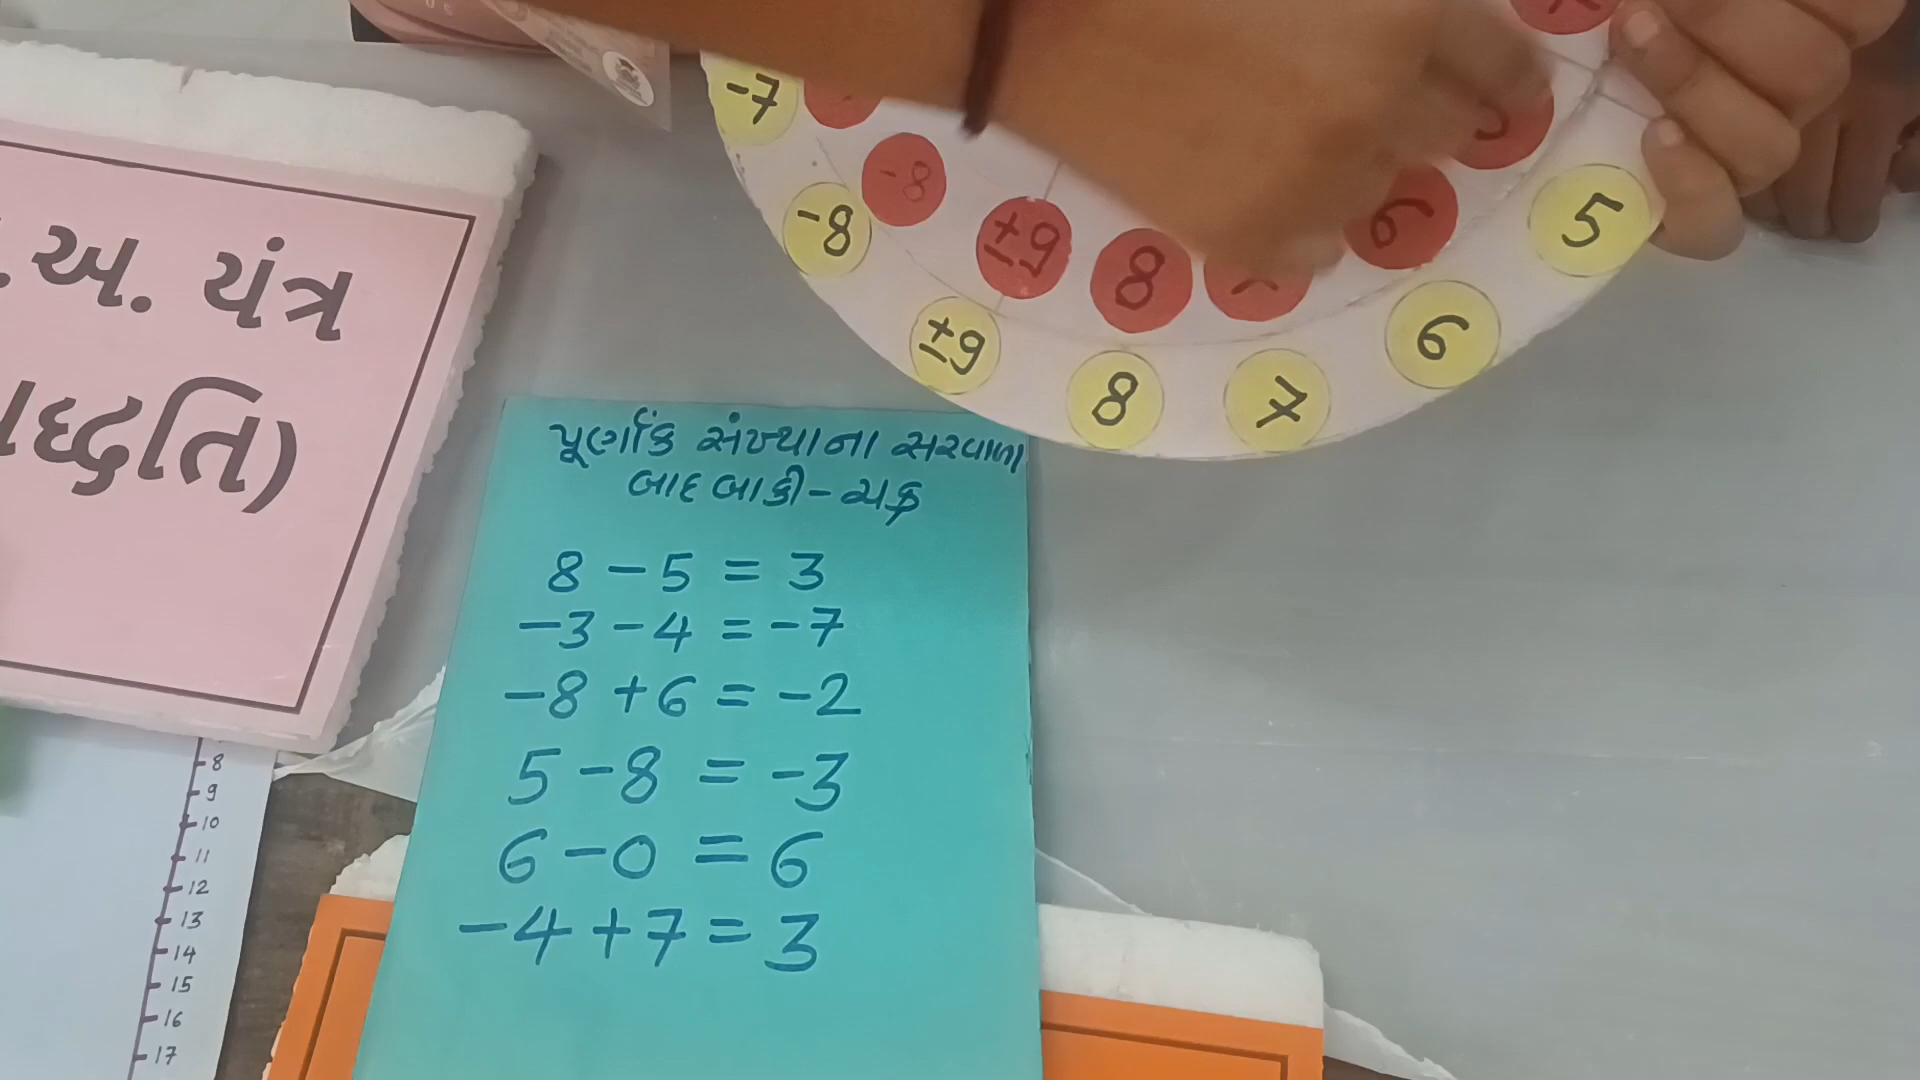 .અ. યંત્ર
પદ્ધતિ)
-7
-8
±9
8
7
6
5
-8
±9
8
6
પૂર્ણાંક સંખ્યાના સરવાળા
બાદબાકી - ચક્ર
8 - 5 = 3
-3 - 4 = -7
-8 + 6 = -2
5 - 8 = -3
6 - 0 = 6
-4 + 7 = 3
8
9
10
11
12
13
14
15
16
17